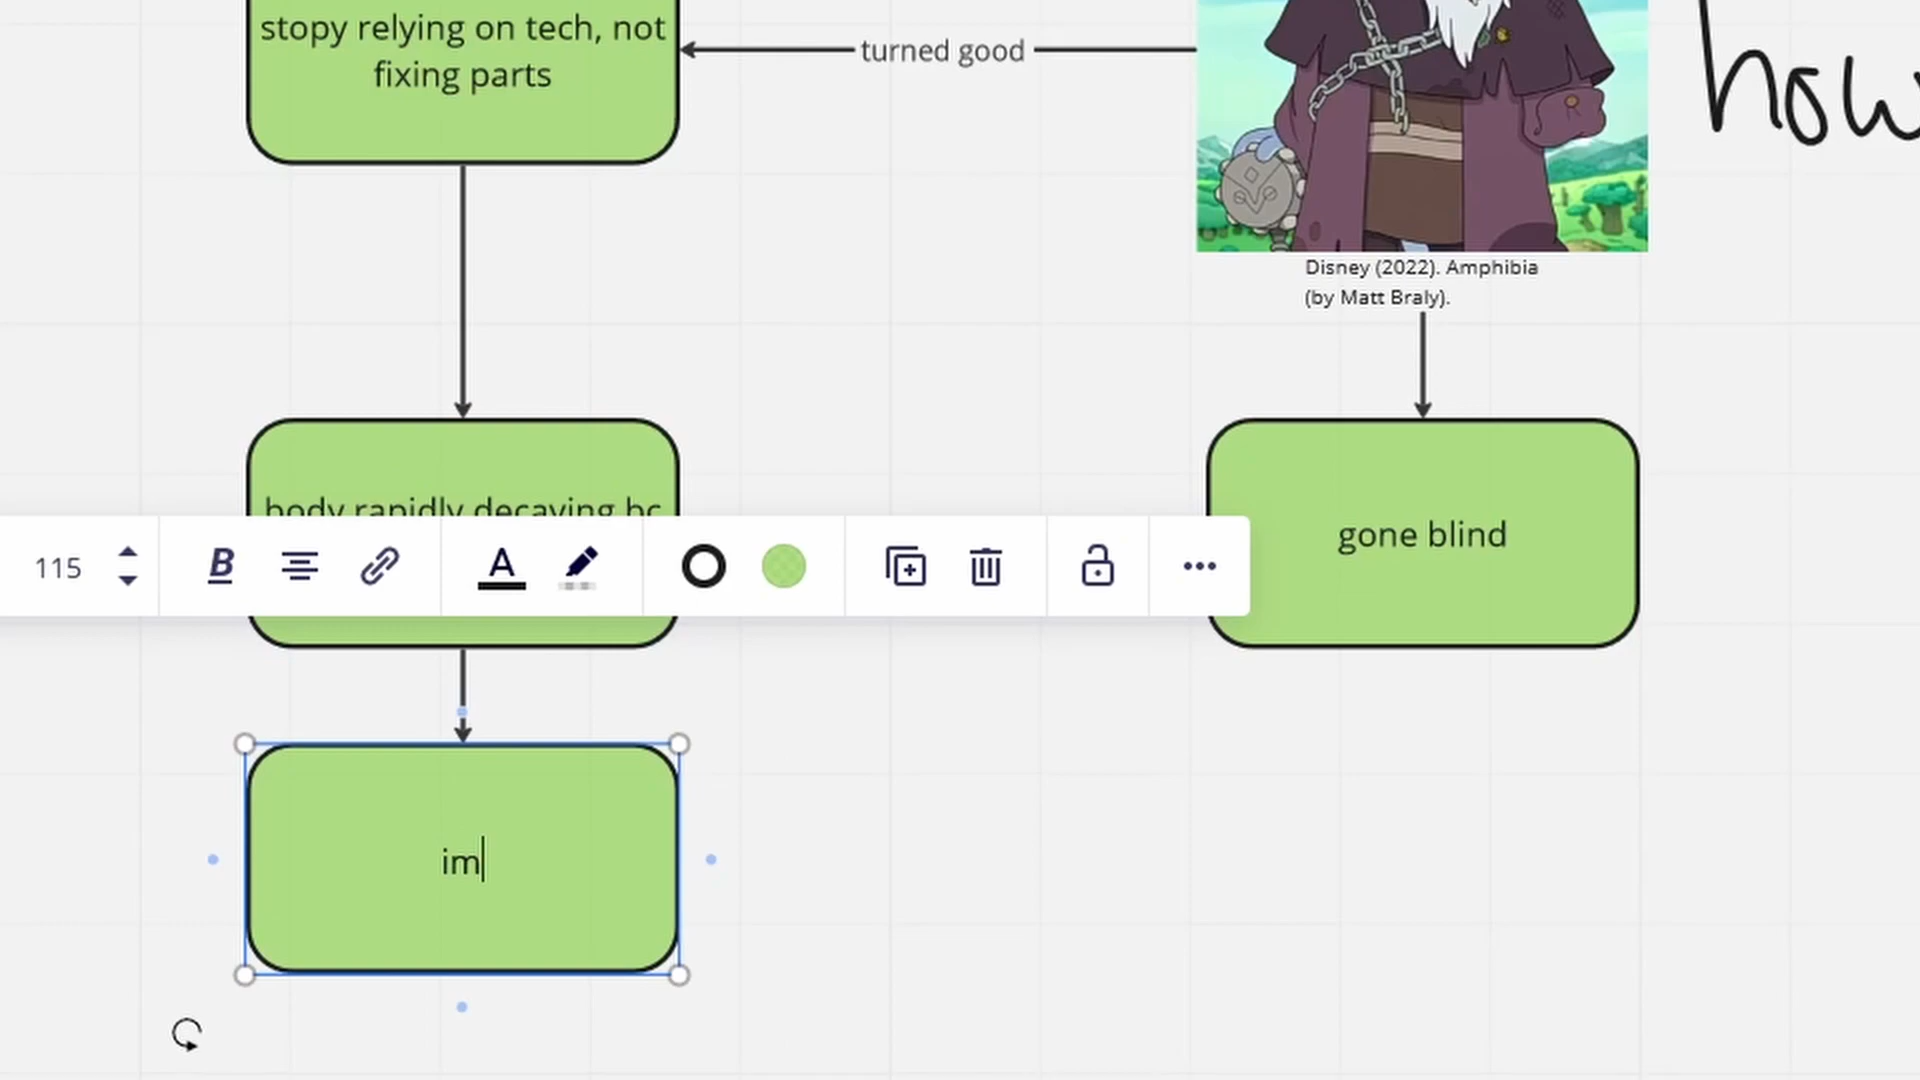 stopy relying on tech, not
fixing parts
turned good
how
Disney (2022). Amphibia
(by Matt Braly).
body rapidly decaying bc
gone blind
115
B
A
im